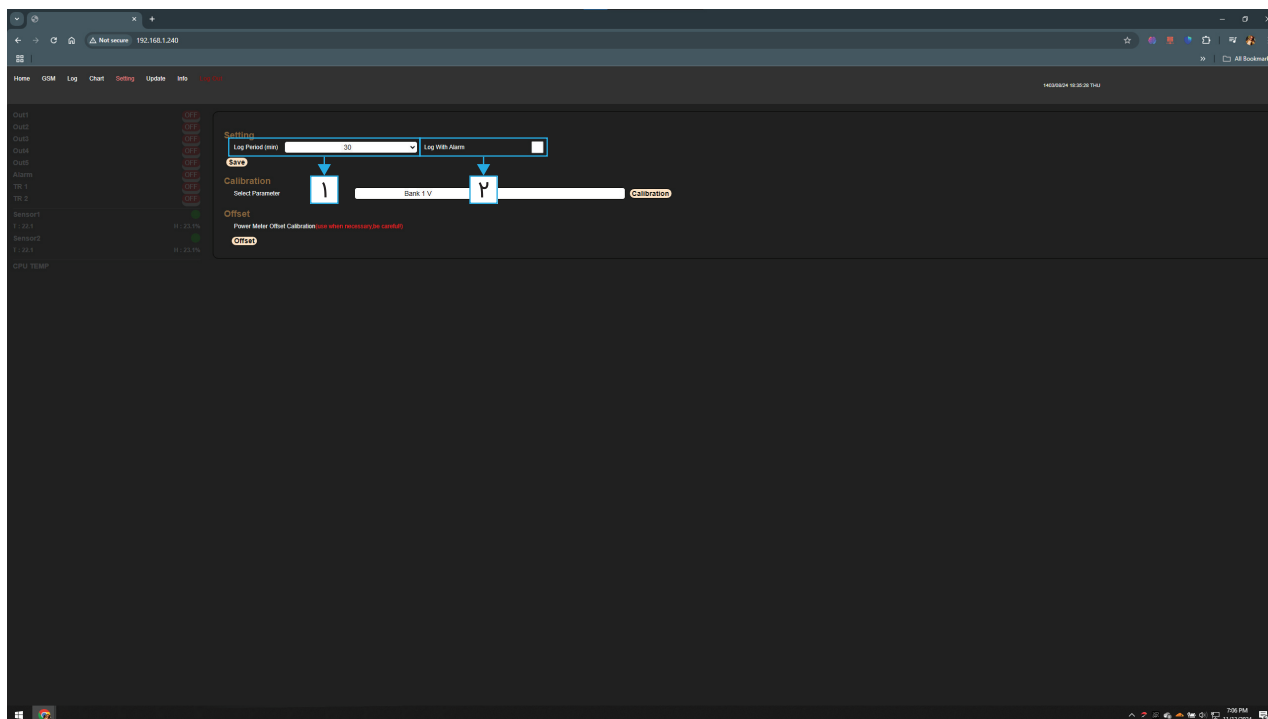 Not secure 192.168.1.240
All Bookmar
Home GSM Log Chart Setting Update Info
1403/08/24 18:35:28 THU
Out1 OFF
Out2 OFF
Out3 OFF
Out4 OFF
Out5 OFF
Alarm OFF
TR 1 OFF
TR 2 OFF
Sensor1
T : 22.1 H : 23.1%
Sensor2
T : 22.1 H : 23.1%
CPU TEMP
Setting
Log Period (min) 30 Log With Alarm
Save
۱ ۲
Calibration
Select Parameter Bank 1 V Calibration
Offset
Power Meter Offset Calibration(use when necessary,be carefull)
Offset
7:06 PM